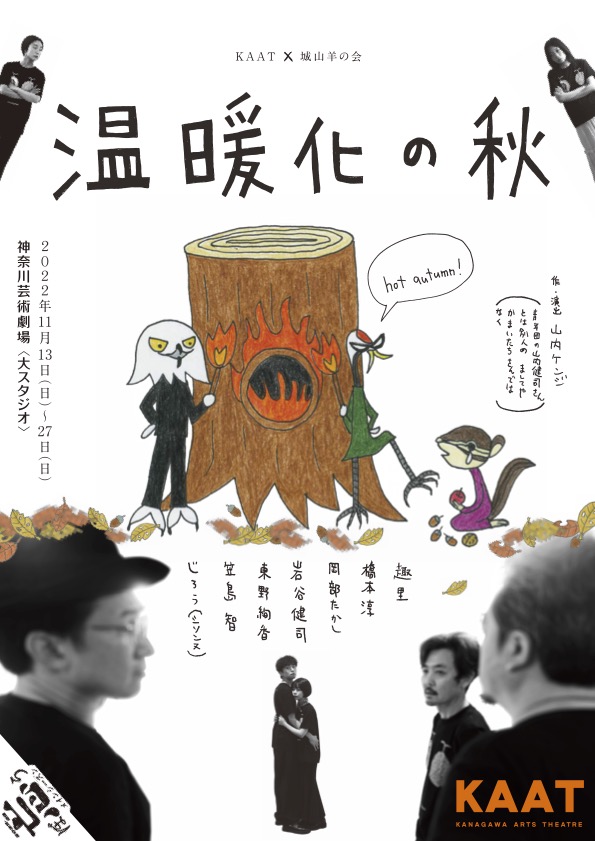 KAAT × 城山羊の会
温暖化の秋
hot autumn!
作・演出 山内ケンジ
(青年団の山内健司さん
とは別人の ましてや
かまいたちさんでは
なく)
2022年11月13日(日)〜27日(日)
神奈川芸術劇場〈大スタジオ〉
趣里
橋本淳
岡部たかし
岩谷健司
東野絢香
笠島智
じろう(シソンヌ)
KAAT
KANAGAWA ARTS THEATRE